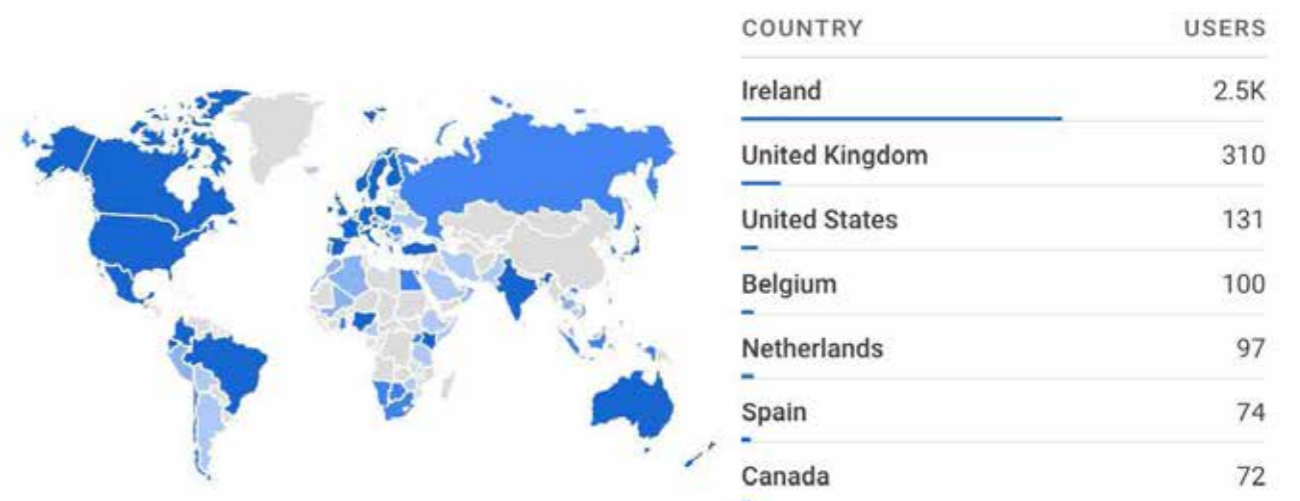 COUNTRY USERS
Ireland 2.5K
United Kingdom 310
United States 131
Belgium 100
Netherlands 97
Spain 74
Canada 72